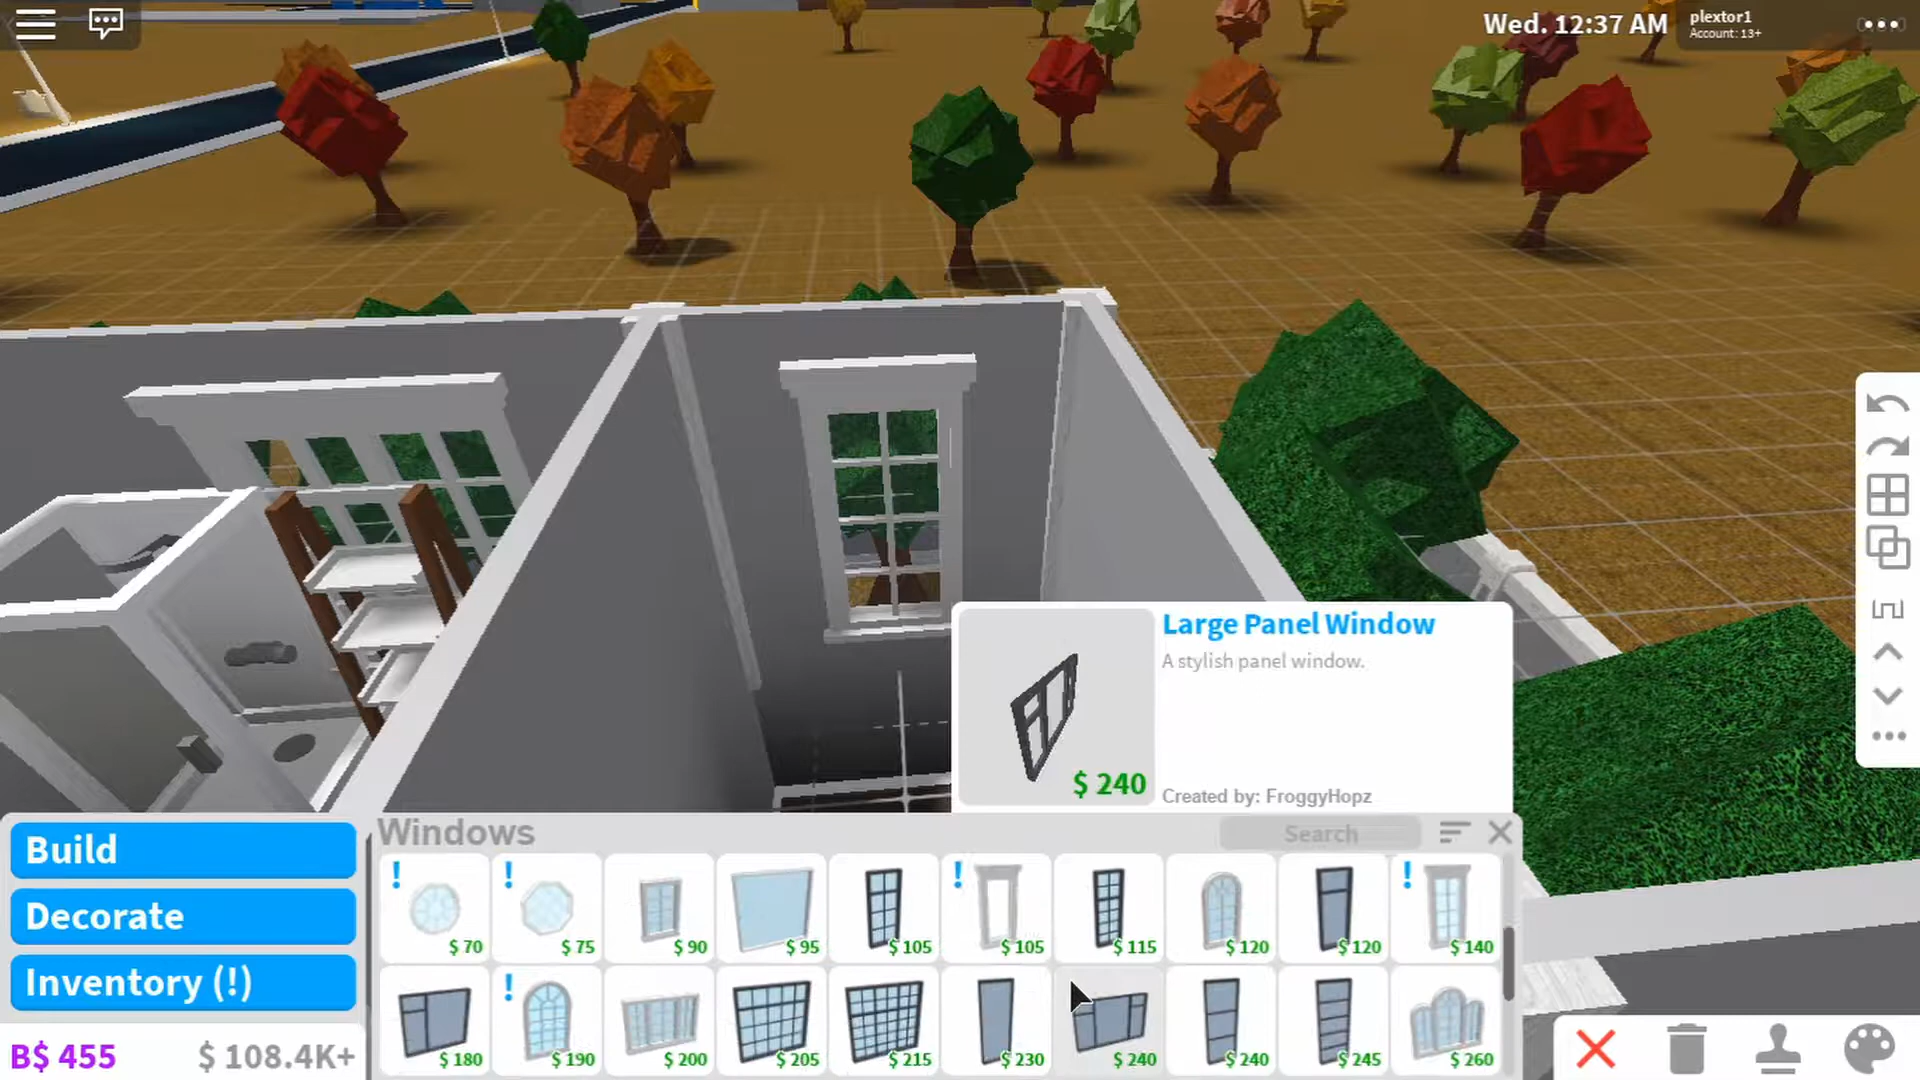 Wed. 12:37 AM
plextor1
Account: 13+
Large Panel Window
A stylish panel window.
$ 240
Created by: FroggyHopz
Build
Decorate
Inventory (!)
B$ 455
$ 108.4K+
Windows
Search
! ! ! !
$ 70 $ 75 $ 90 $ 95 $ 105 $ 105 $ 115 $ 120 $ 120 $ 140
!
$ 180 $ 190 $ 200 $ 205 $ 215 $ 230 $ 240 $ 240 $ 245 $ 260